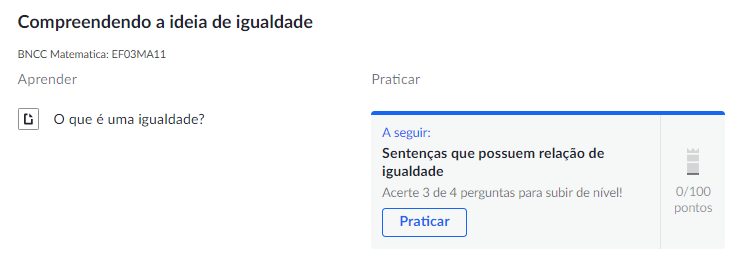 Compreendendo a ideia de igualdade
BNCC Matematica: EF03MA11
Aprender
O que é uma igualdade?
Praticar
A seguir:
Sentenças que possuem relação de
igualdade
Acerte 3 de 4 perguntas para subir de nível!
Praticar
0/100
pontos